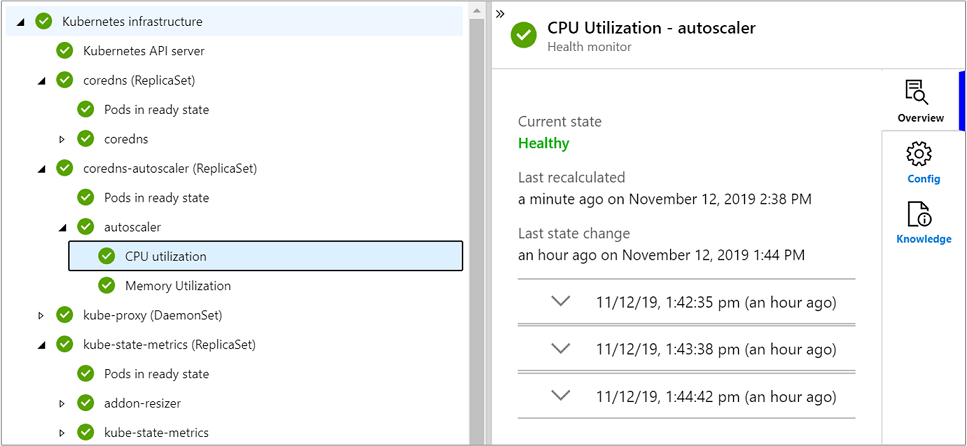 Kubernetes infrastructure
Kubernetes API server
coredns (ReplicaSet)
Pods in ready state
coredns
coredns-autoscaler (ReplicaSet)
Pods in ready state
autoscaler
CPU utilization
Memory Utilization
kube-proxy (DaemonSet)
kube-state-metrics (ReplicaSet)
Pods in ready state
addon-resizer
kube-state-metrics
»
CPU Utilization - autoscaler
Health monitor
Current state
Healthy
Last recalculated
a minute ago on November 12, 2019 2:38 PM
Last state change
an hour ago on November 12, 2019 1:44 PM
11/12/19, 1:42:35 pm (an hour ago)
11/12/19, 1:43:38 pm (an hour ago)
11/12/19, 1:44:42 pm (an hour ago)
Overview
Config
Knowledge